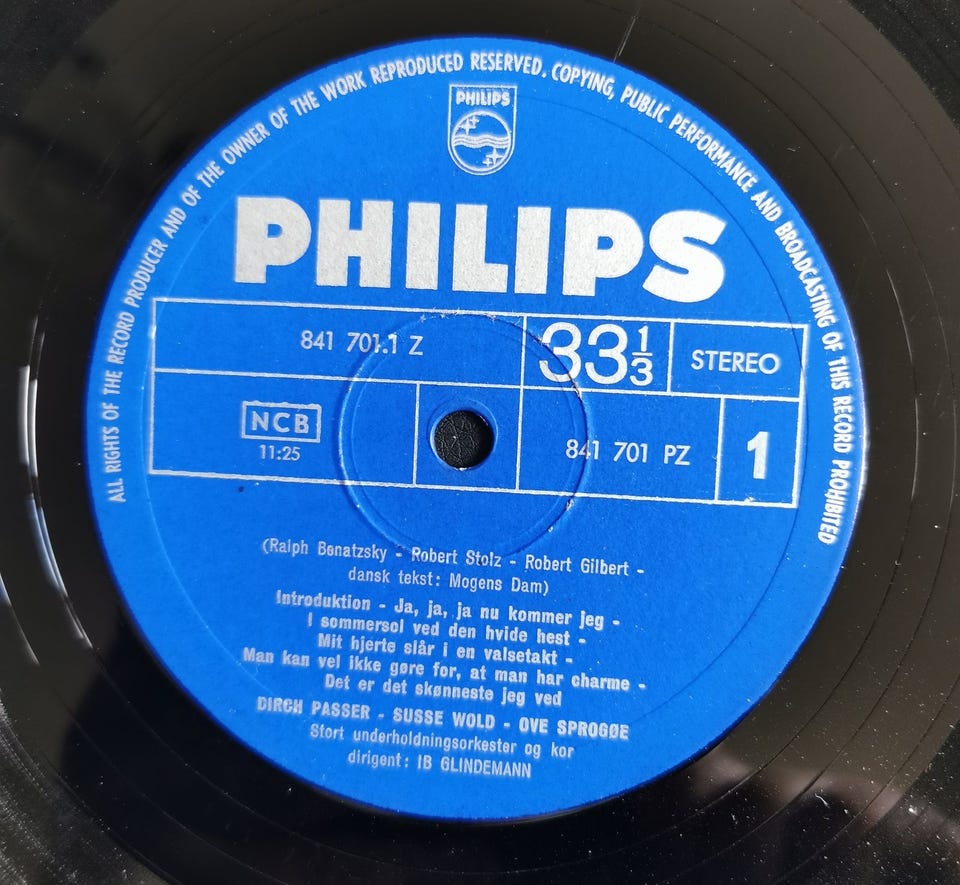 ALL RIGHTS OF THE RECORD PRODUCER AND OF THE OWNER OF THE WORK REPRODUCED RESERVED. COPYING, PUBLIC PERFORMANCE AND BROADCASTING OF THIS RECORD PROHIBITED
PHILIPS
PHILIPS
841 701.1 Z
33 1/3
STEREO
NCB
11:25
841 701 PZ
1
(Ralph Benatzsky - Robert Stolz - Robert Gilbert -
dansk tekst: Mogens Dam)
Introduktion - Ja, ja, ja nu kommer jeg -
I sommersol ved den hvide hest -
Mit hjerte slår i en valsetakt -
Man kan vel ikke gøre for, at man har charme -
Det er det skønneste jeg ved
DIRCH PASSER - SUSSE WOLD - OVE SPROGØE
Stort underholdningsorkester og kor
dirigent: IB GLINDEMANN